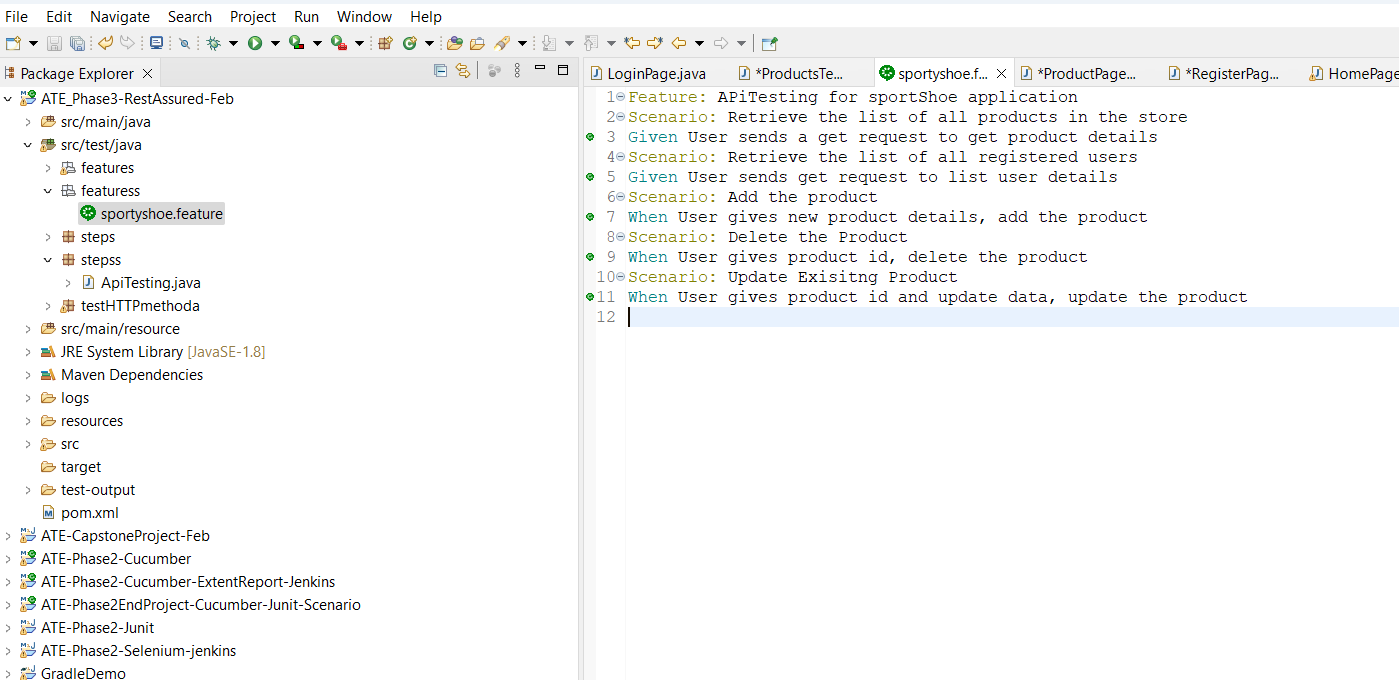 File Edit Navigate Search Project Run Window Help
Package Explorer
ATE_Phase3-RestAssured-Feb
src/main/java
src/test/java
features
featuress
sportyshoe.feature
steps
stepss
ApiTesting.java
testHTTPmethoda
src/main/resource
JRE System Library [JavaSE-1.8]
Maven Dependencies
logs
resources
src
target
test-output
pom.xml
ATE-CapstoneProject-Feb
ATE-Phase2-Cucumber
ATE-Phase2-Cucumber-ExtentReport-Jenkins
ATE-Phase2EndProject-Cucumber-Junit-Scenario
ATE-Phase2-Junit
ATE-Phase2-Selenium-jenkins
GradleDemo
LoginPage.java *ProductsTe... sportyshoe.f... *ProductPage... *RegisterPag... HomePage
1 Feature: APiTesting for sportShoe application
2 Scenario: Retrieve the list of all products in the store
3 Given User sends a get request to get product details
4 Scenario: Retrieve the list of all registered users
5 Given User sends get request to list user details
6 Scenario: Add the product
7 When User gives new product details, add the product
8 Scenario: Delete the Product
9 When User gives product id, delete the product
10 Scenario: Update Exisitng Product
11 When User gives product id and update data, update the product
12